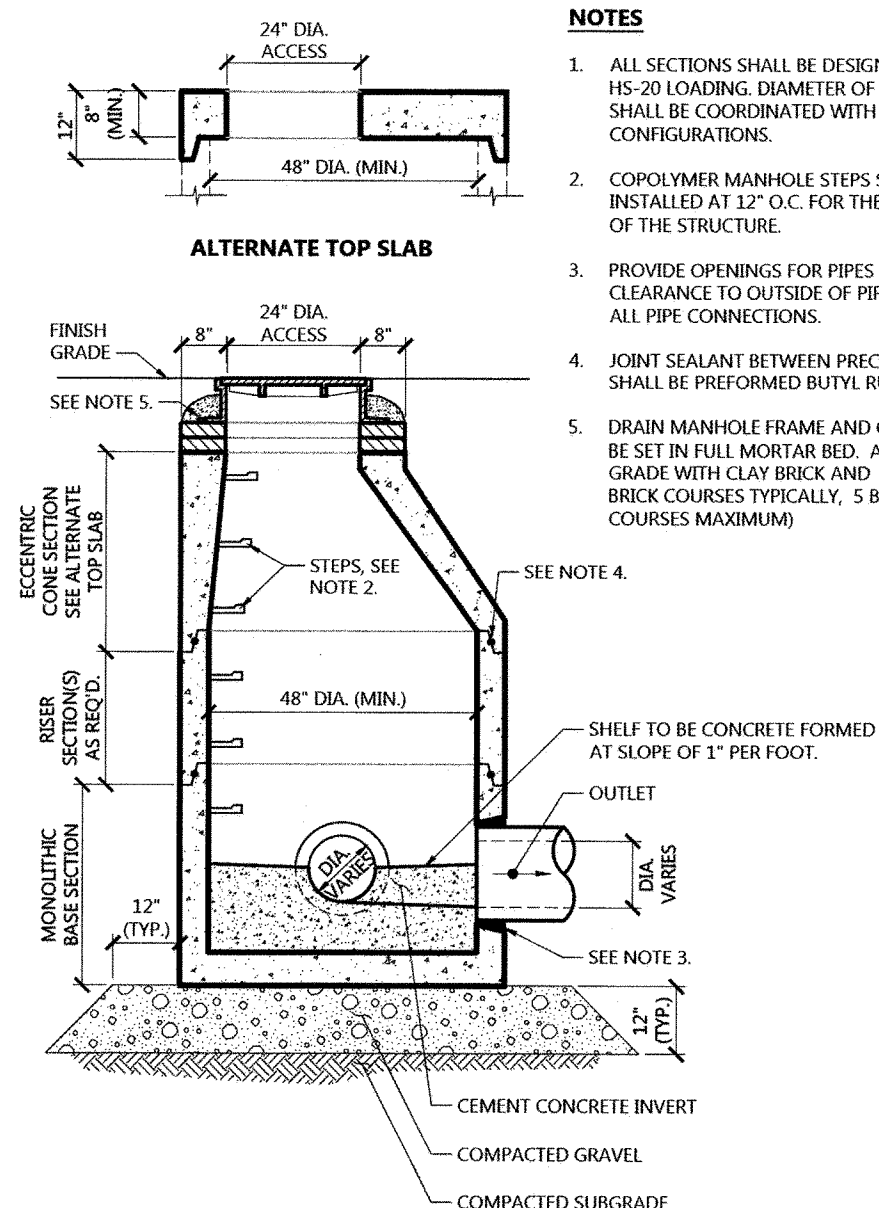 24" DIA.
ACCESS
12"
8"
(MIN.)
48" DIA. (MIN.)
ALTERNATE TOP SLAB
24" DIA.
ACCESS
8"
8"
FINISH
GRADE
SEE NOTE 5.
ECCENTRIC
CONE SECTION
SEE ALTERNATE
TOP SLAB
STEPS, SEE
NOTE 2.
SEE NOTE 4.
RISER
SECTION(S)
AS REQ'D.
48" DIA. (MIN.)
SHELF TO BE CONCRETE FORMED
AT SLOPE OF 1" PER FOOT.
OUTLET
DIA.
VARIES
DIA.
VARIES
MONOLITHIC
BASE SECTION
12"
(TYP.)
SEE NOTE 3.
12"
(TYP.)
CEMENT CONCRETE INVERT
COMPACTED GRAVEL
COMPACTED SUBGRADE
NOTES
1. ALL SECTIONS SHALL BE DESIGN
HS-20 LOADING. DIAMETER OF
SHALL BE COORDINATED WITH
CONFIGURATIONS.
2. COPOLYMER MANHOLE STEPS S
INSTALLED AT 12" O.C. FOR THE
OF THE STRUCTURE.
3. PROVIDE OPENINGS FOR PIPES
CLEARANCE TO OUTSIDE OF PIP
ALL PIPE CONNECTIONS.
4. JOINT SEALANT BETWEEN PREC
SHALL BE PREFORMED BUTYL RU
5. DRAIN MANHOLE FRAME AND
BE SET IN FULL MORTAR BED. A
GRADE WITH CLAY BRICK AND
BRICK COURSES TYPICALLY, 5 B
COURSES MAXIMUM)